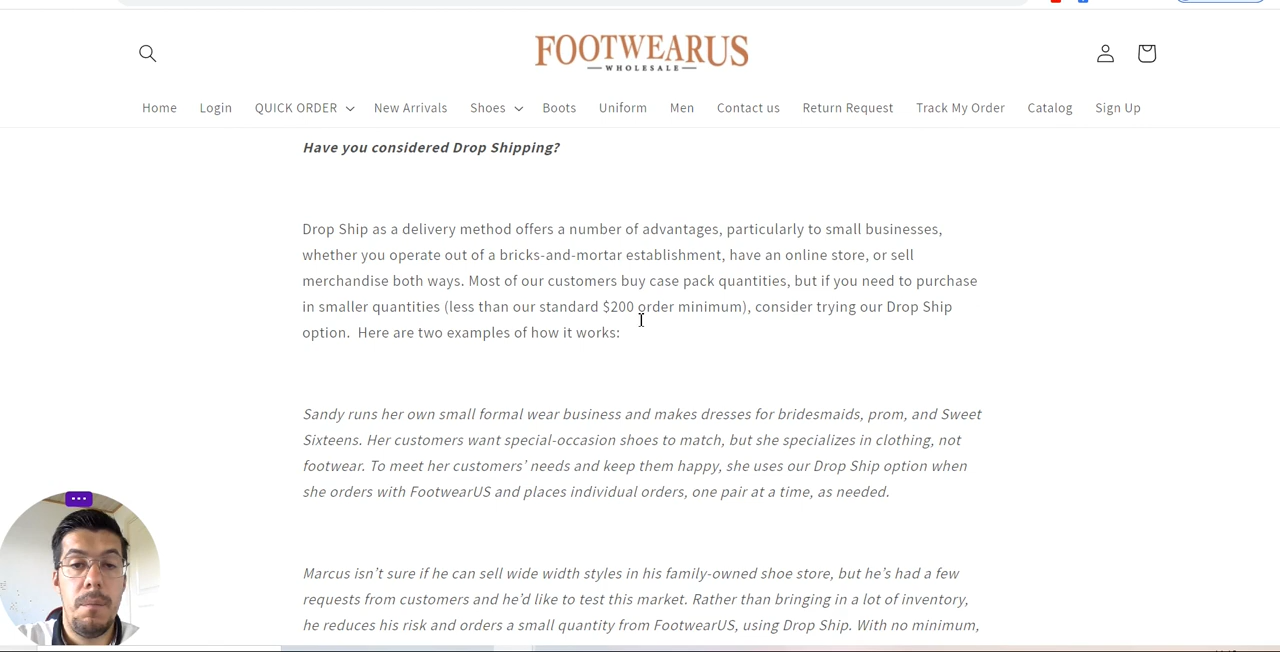 FOOTWEARUS
WHOLESALE
Home Login QUICK ORDER New Arrivals Shoes Boots Uniform Men Contact us Return Request Track My Order Catalog Sign Up
Have you considered Drop Shipping?
Drop Ship as a delivery method offers a number of advantages, particularly to small businesses,
whether you operate out of a bricks-and-mortar establishment, have an online store, or sell
merchandise both ways. Most of our customers buy case pack quantities, but if you need to purchase
in smaller quantities (less than our standard $200 order minimum), consider trying our Drop Ship
option. Here are two examples of how it works:
Sandy runs her own small formal wear business and makes dresses for bridesmaids, prom, and Sweet
Sixteens. Her customers want special-occasion shoes to match, but she specializes in clothing, not
footwear. To meet her customers’ needs and keep them happy, she uses our Drop Ship option when
she orders with FootwearUS and places individual orders, one pair at a time, as needed.
Marcus isn’t sure if he can sell wide width styles in his family-owned shoe store, but he’s had a few
requests from customers and he’d like to test this market. Rather than bringing in a lot of inventory,
he reduces his risk and orders a small quantity from FootwearUS, using Drop Ship. With no minimum,